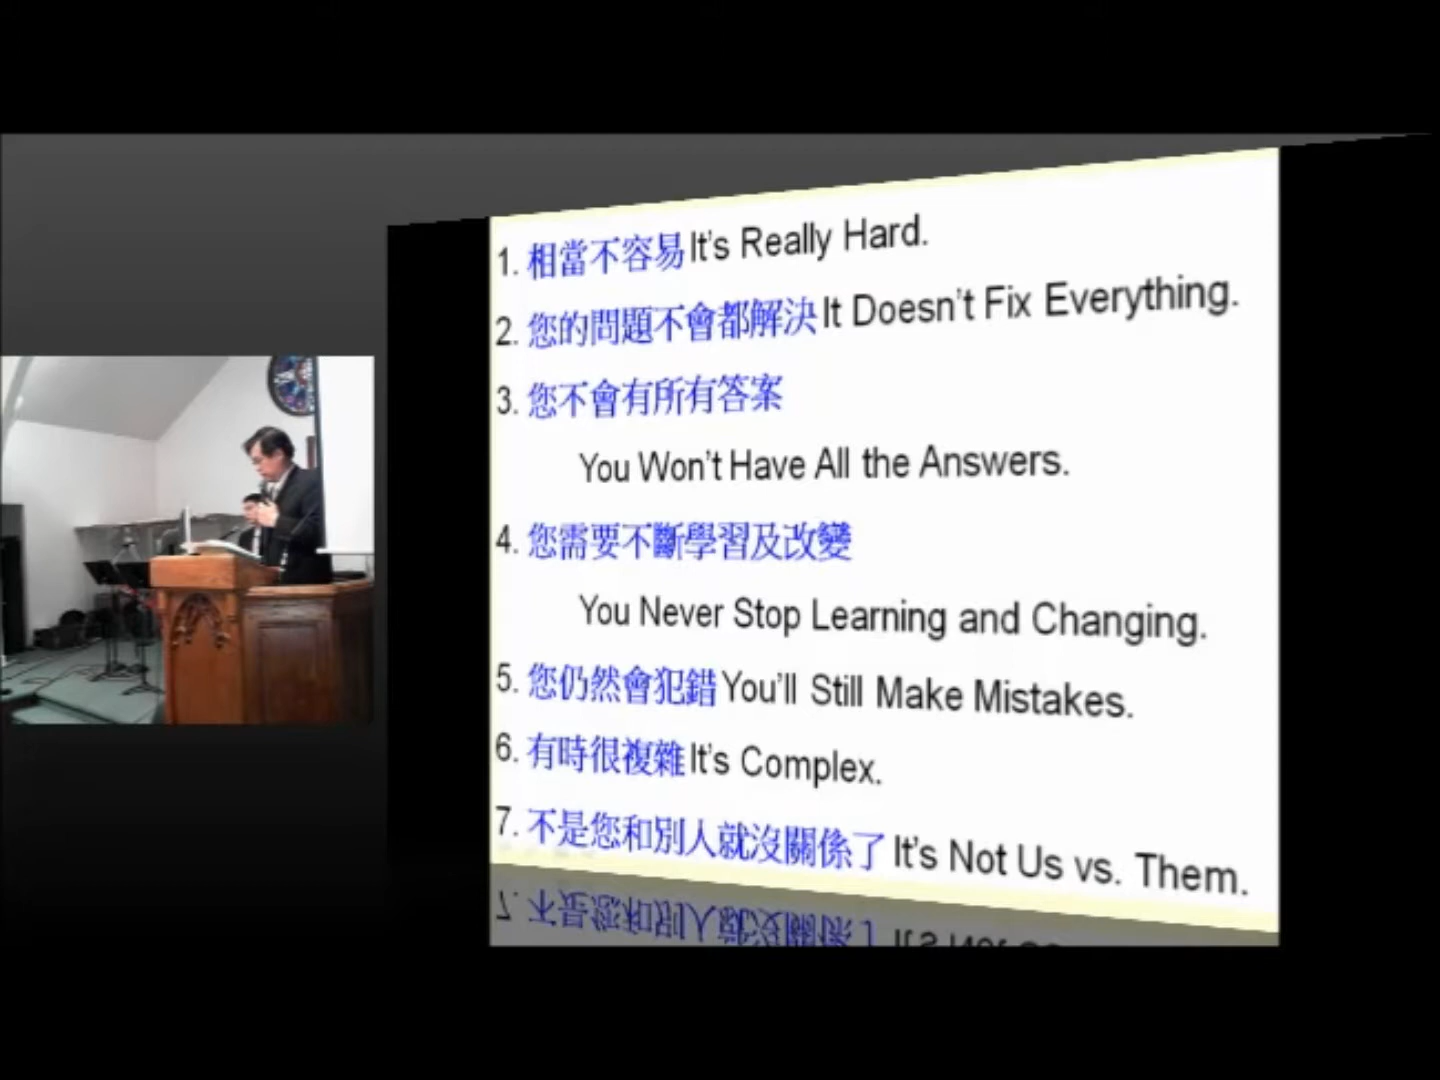 1. 相當不容易 It's Really Hard.
2. 您的問題不會都解決 It Doesn't Fix Everything.
3. 您不會有所有答案
You Won't Have All the Answers.
4. 您需要不斷學習及改變
You Never Stop Learning and Changing.
5. 您仍然會犯錯 You'll Still Make Mistakes.
6. 有時很複雜 It's Complex.
7. 不是您和別人就沒關係了 It's Not Us vs. Them.